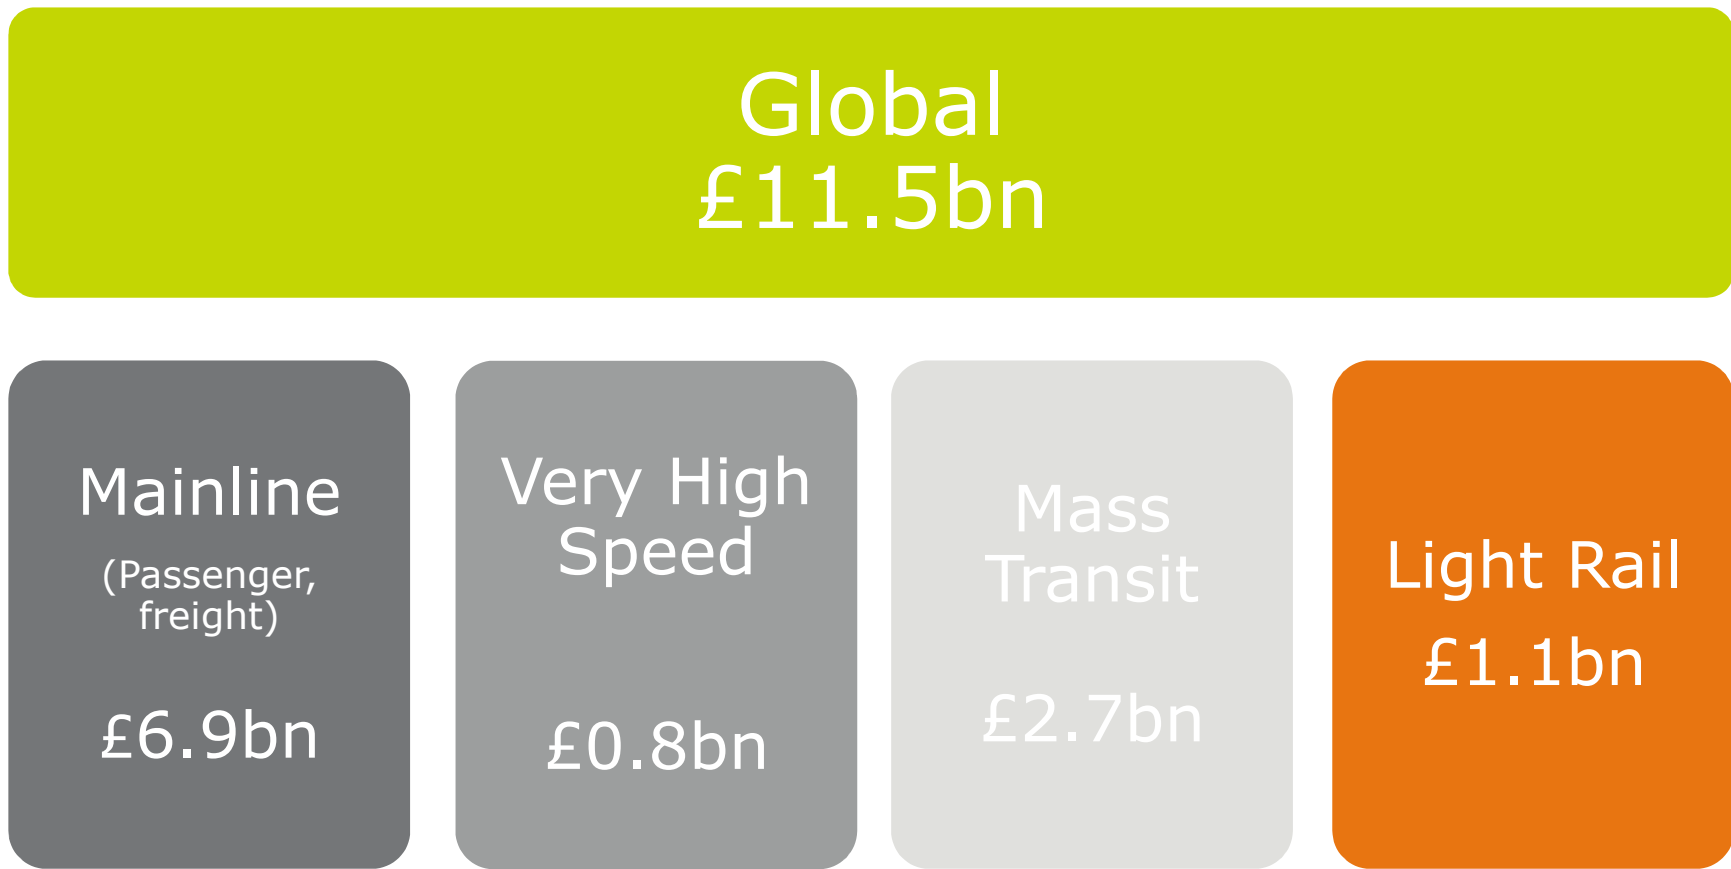 Global
£11.5bn
Mainline
(Passenger,
freight)
£6.9bn
Very High
Speed
£0.8bn
Mass
Transit
£2.7bn
Light Rail
£1.1bn